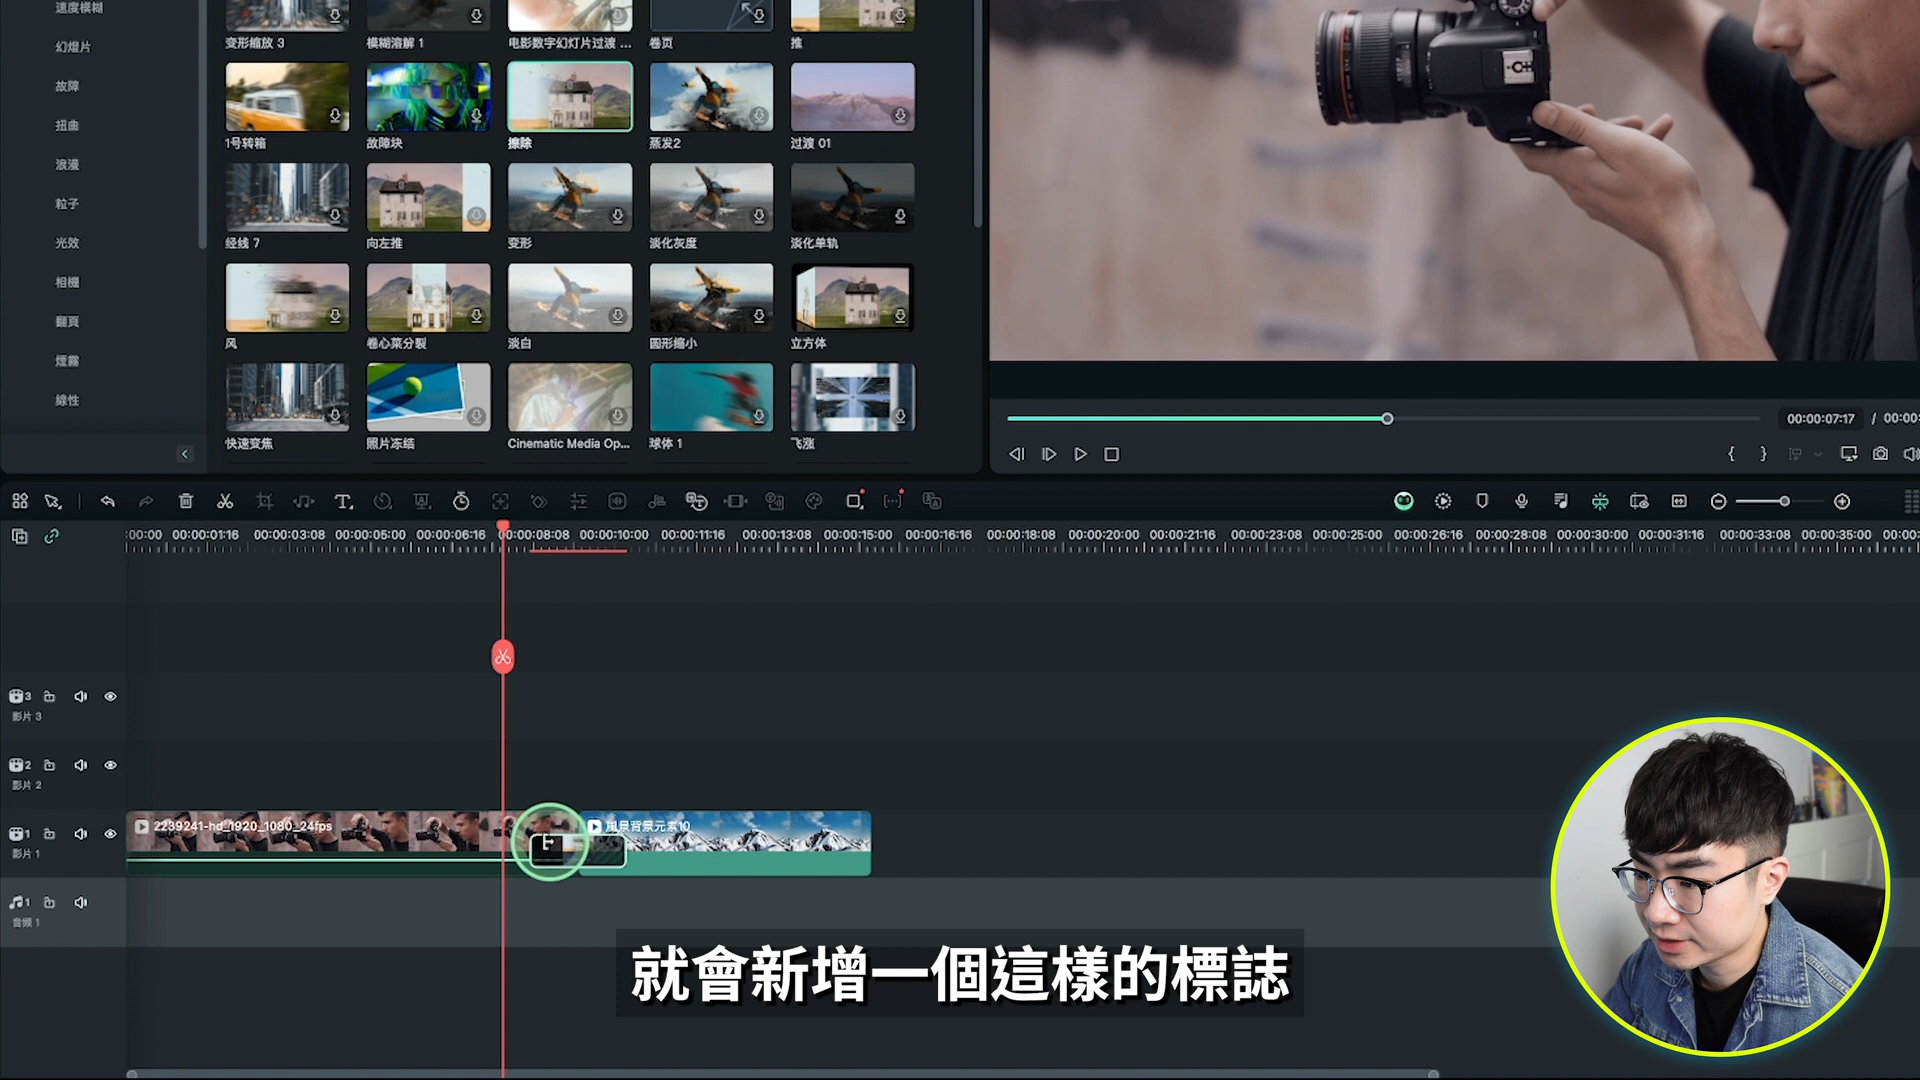 速度模糊
幻燈片
故障
扭曲
浪漫
粒子
光效
相機
翻頁
煙霧
線性
变形缩放 3
模糊溶解 1
电影数字幻灯片过渡 ...
卷页
推
1号转箱
故障块
擦除
蒸发2
过渡 01
经线 7
向左推
变形
淡化灰度
淡化单轨
风
卷心菜分裂
淡白
圆形缩小
立方体
快速变焦
照片冻结
Cinematic Media Op...
球体 1
飞涨
00:00:07:17 / 00:00:
:00:00 00:00:01:16 00:00:03:08 00:00:05:00 00:00:06:16 00:00:08:08 00:00:10:00 00:00:11:16 00:00:13:08 00:00:15:00 00:00:16:16 00:00:18:08 00:00:20:00 00:00:21:16 00:00:23:08 00:00:25:00 00:00:26:16 00:00:28:08 00:00:30:00 00:00:31:16 00:00:33:08 00:00:35:00 00:00:
3
影片 3
2
影片 2
1
影片 1
2239241-hd_1920_1080_24fps
風景背景元素10
1
音頻 1
就會新增一個這樣的標誌